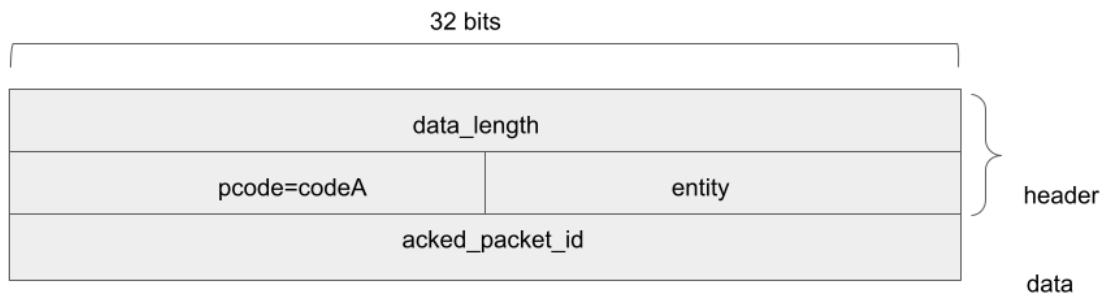 32 bits
data_length
pcode=codeA entity
header
acked_packet_id
data